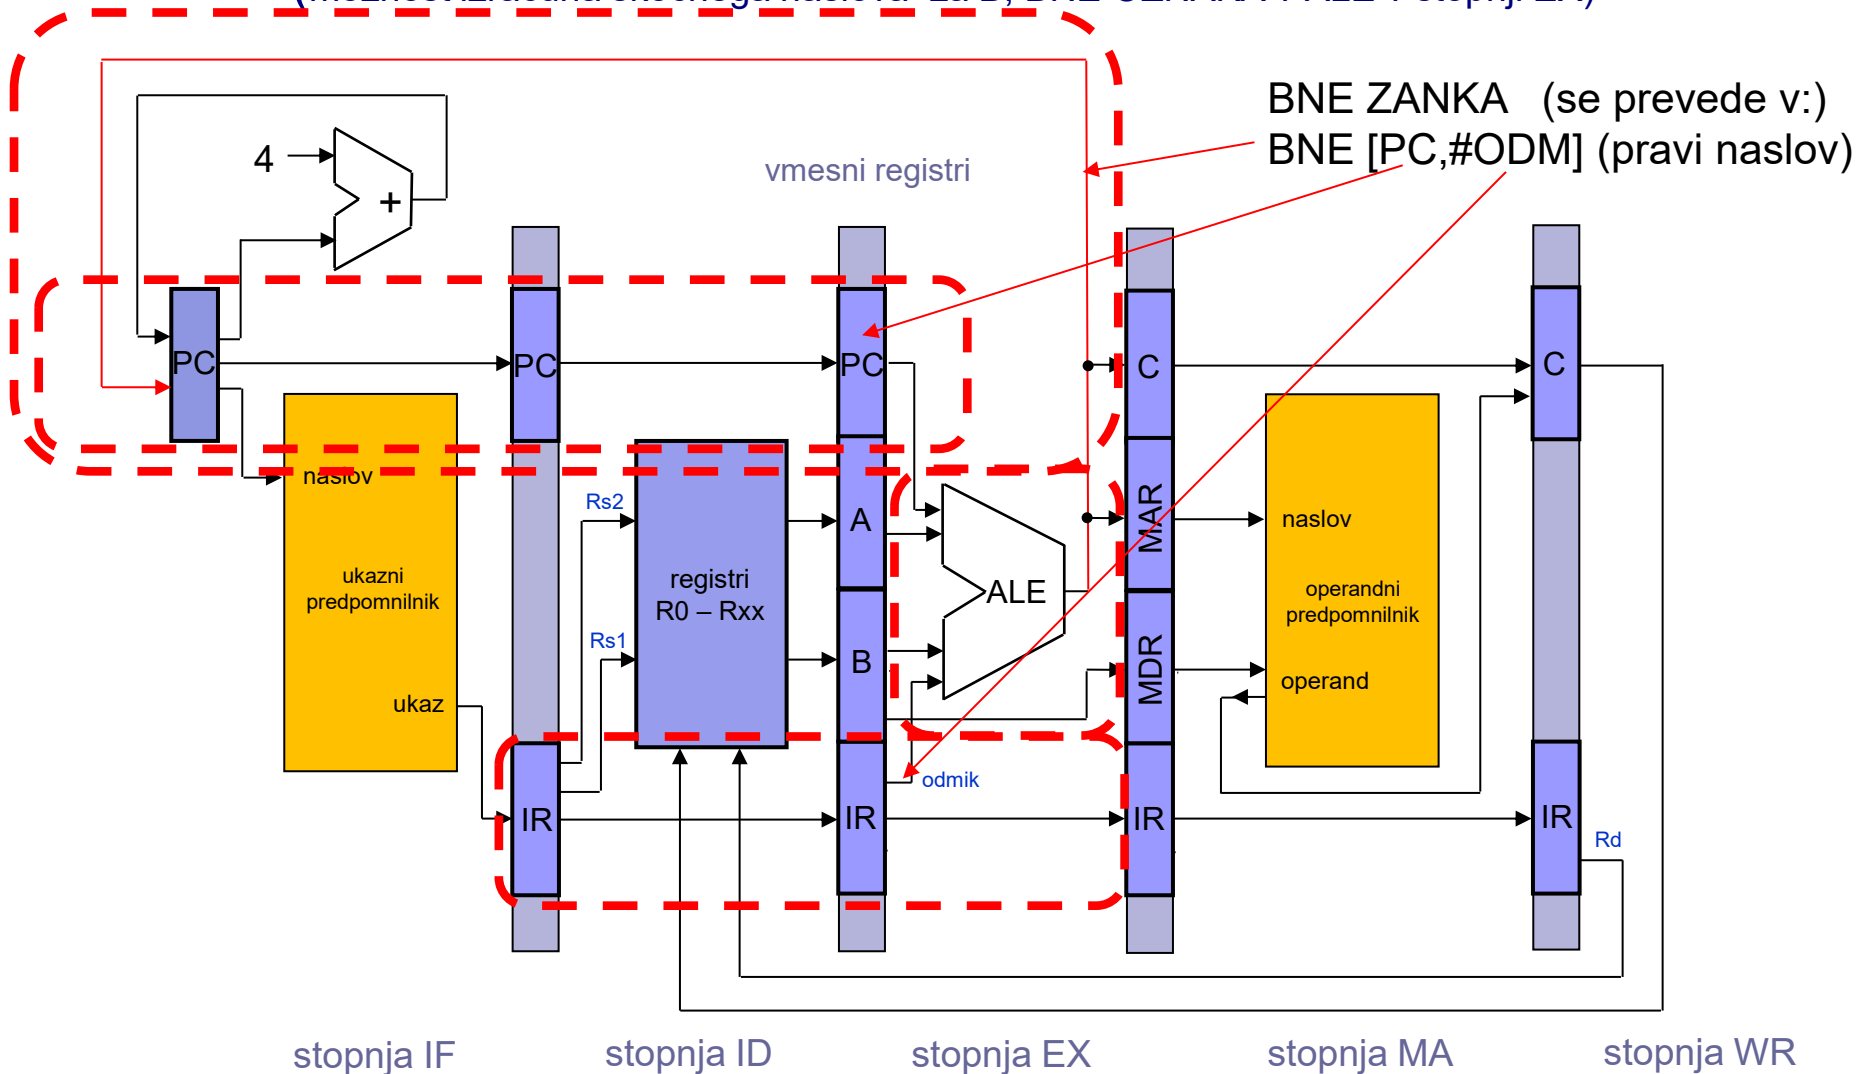 BNE ZANKA (se prevede v:)
BNE [PC,#ODM] (pravi naslov)
vmesni registri
4
+
PC
PC
PC
C
C
naslov
ukazni
predpomnilnik
ukaz
Rs2
Rs1
registri
R0 – Rxx
A
B
ALE
MAR
MDR
naslov
operandni
predpomnilnik
operand
odmik
IR
IR
IR
IR
Rd
stopnja IF
stopnja ID
stopnja EX
stopnja MA
stopnja WR